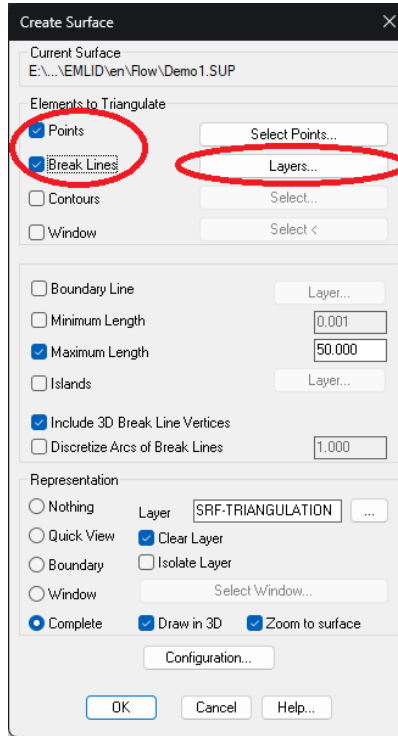 Create Surface
Current Surface
E:\...\EMLID\en\Flow\Demo1.SUP
Elements to Triangulate
Points
Select Points...
Break Lines
Layers...
Contours
Select...
Window
Select <
Boundary Line
Layer...
Minimum Length
0.001
Maximum Length
50.000
Islands
Layer...
Include 3D Break Line Vertices
Discretize Arcs of Break Lines
1.000
Representation
Nothing
Layer
SRF-TRIANGULATION
...
Quick View
Clear Layer
Boundary
Isolate Layer
Window
Select Window...
Complete
Draw in 3D
Zoom to surface
Configuration...
OK
Cancel
Help...